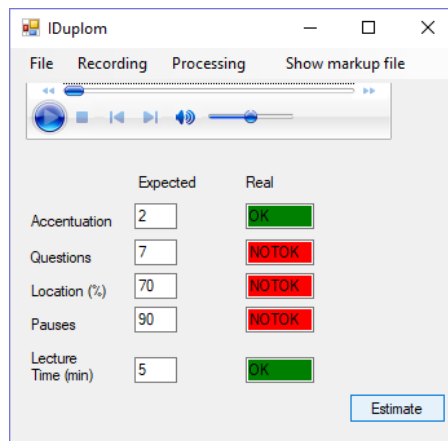 IDuplom
File Recording Processing Show markup file
Expected Real
Accentuation 2 OK
Questions 7 NOTOK
Location (%) 70 NOTOK
Pauses 90 NOTOK
Lecture
Time (min) 5 OK
Estimate